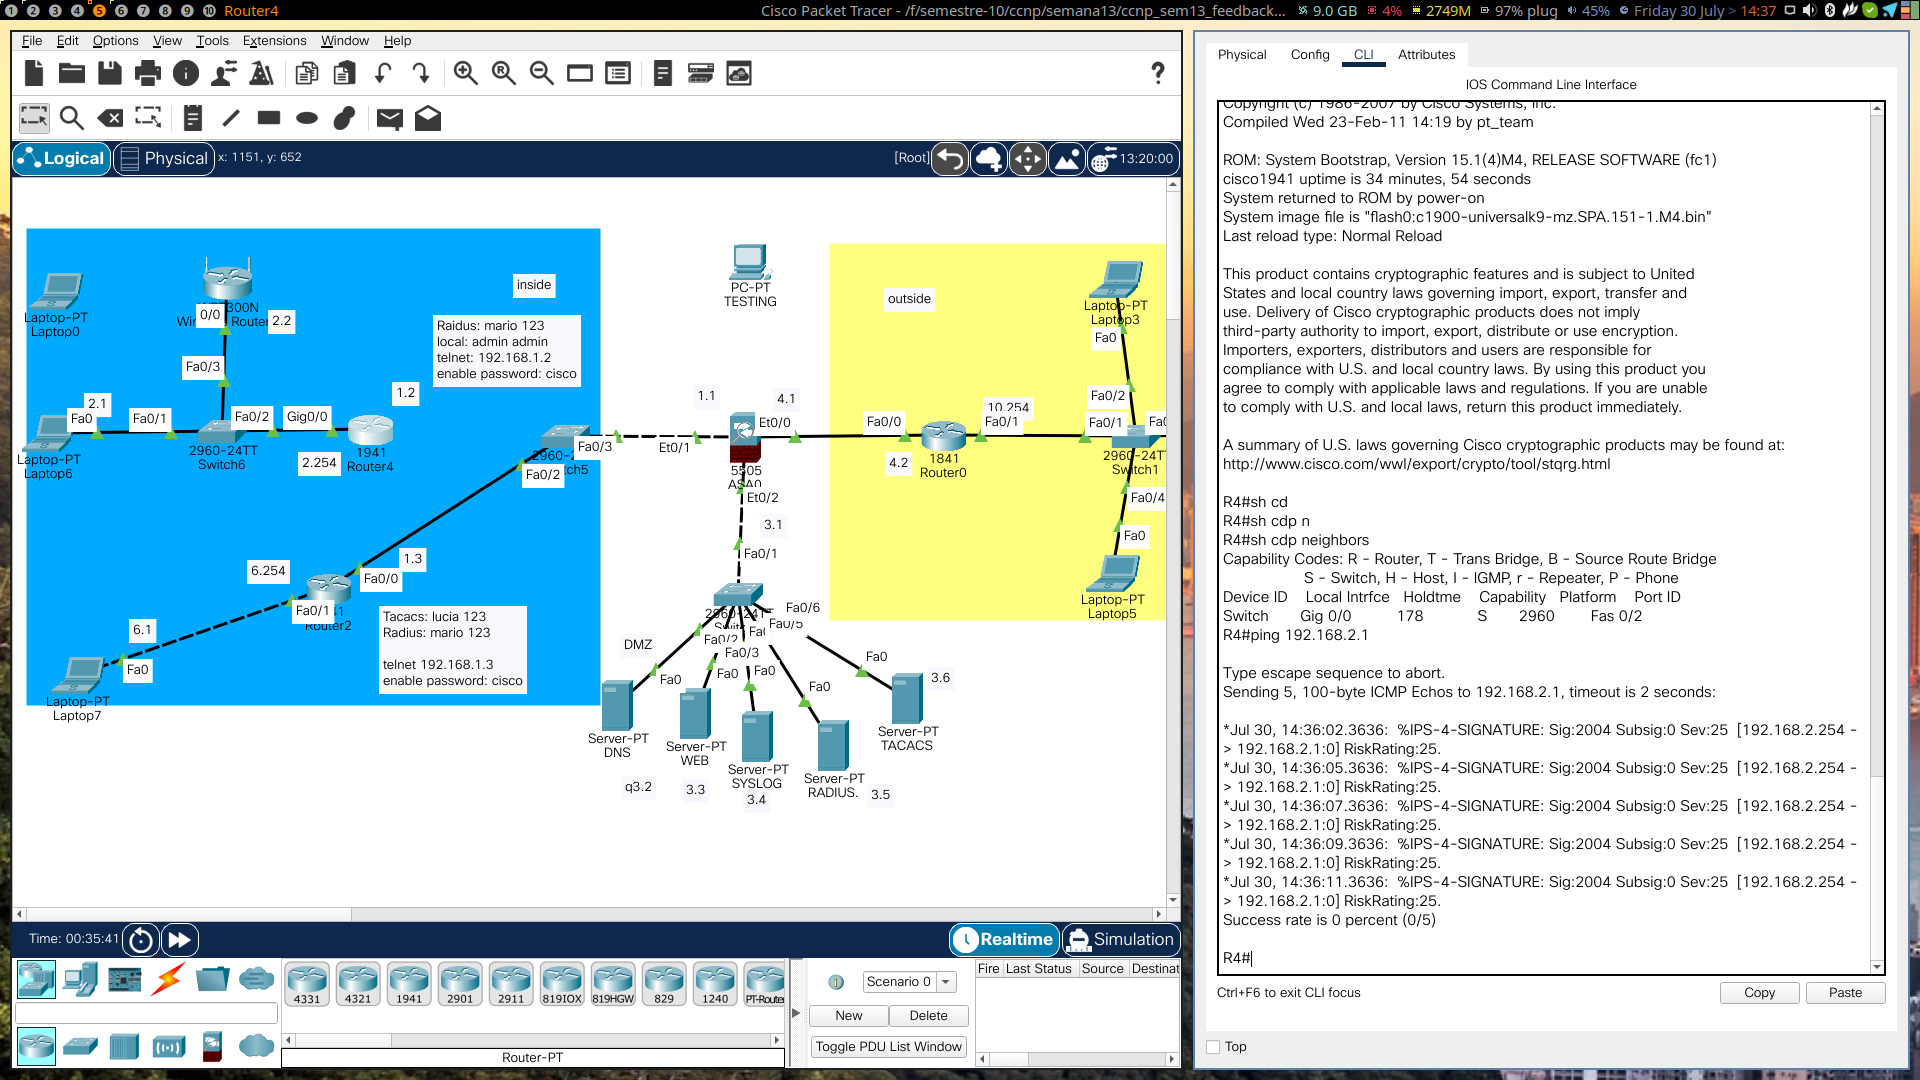 1 2 3 4 5 6 7 8 9 10 Router4
Cisco Packet Tracer - /f/semestre-10/ccnp/semana13/ccnp_sem13_feedback... 9.0 GB 4% 2749M 97% plug 45% Friday 30 July > 14:37
File Edit Options View Tools Extensions Window Help
?
Logical Physical x: 1151, y: 652 [Root] 13:20:00
inside
outside
PC-PT
TESTING
Laptop-PT
Laptop0
0/0
300N
Router
2.2
Raidus: mario 123
local: admin admin
telnet: 192.168.1.2
enable password: cisco
Laptop-PT
Laptop3
Fa0
Fa0/3
1.2
2.1
Fa0
Fa0/1
Fa0/2
Gig0/0
2960-24TT
Switch6
2.254
1941
Router4
Laptop-PT
Laptop6
Fa0/3
Fa0/2
Et0/1
1.1
4.1
Et0/0
5505
ASA0
Et0/2
3.1
Fa0/1
Fa0/0
4.2
1841
Router0
10.254
Fa0/1
Fa0/2
Fa0/1
2960-24TT
Switch1
Fa0/4
Fa0
Laptop-PT
Laptop5
6.254
1.3
Fa0/0
Fa0/1
Router2
6.1
Fa0
Laptop-PT
Laptop7
Tacacs: lucia 123
Radius: mario 123
telnet 192.168.1.3
enable password: cisco
DMZ
Fa0/6
Fa0/5
Fa0/2
Fa0/3
Fa0
Fa0
Fa0
Fa0
Fa0
3.6
Server-PT
DNS
Server-PT
WEB
Server-PT
SYSLOG
Server-PT
RADIUS.
Server-PT
TACACS
q3.2
3.3
3.4
3.5
Time: 00:35:41
Realtime Simulation
4331 4321 1941 2901 2911 819IOX 819HGW 829 1240 PT-Router
Router-PT
Scenario 0
New Delete
Toggle PDU List Window
Fire Last Status Source Destinat
Physical Config CLI Attributes
IOS Command Line Interface
Copyright (c) 1986-2007 by Cisco Systems, Inc.
Compiled Wed 23-Feb-11 14:19 by pt_team
ROM: System Bootstrap, Version 15.1(4)M4, RELEASE SOFTWARE (fc1)
cisco1941 uptime is 34 minutes, 54 seconds
System returned to ROM by power-on
System image file is "flash0:c1900-universalk9-mz.SPA.151-1.M4.bin"
Last reload type: Normal Reload
This product contains cryptographic features and is subject to United
States and local country laws governing import, export, transfer and
use. Delivery of Cisco cryptographic products does not imply
third-party authority to import, export, distribute or use encryption.
Importers, exporters, distributors and users are responsible for
compliance with U.S. and local country laws. By using this product you
agree to comply with applicable laws and regulations. If you are unable
to comply with U.S. and local laws, return this product immediately.
A summary of U.S. laws governing Cisco cryptographic products may be found at:
http://www.cisco.com/wwl/export/crypto/tool/stqrg.html
R4#sh cd
R4#sh cdp n
R4#sh cdp neighbors
Capability Codes: R - Router, T - Trans Bridge, B - Source Route Bridge
S - Switch, H - Host, I - IGMP, r - Repeater, P - Phone
Device ID Local Intrfce Holdtme Capability Platform Port ID
Switch Gig 0/0 178 S 2960 Fas 0/2
R4#ping 192.168.2.1
Type escape sequence to abort.
Sending 5, 100-byte ICMP Echos to 192.168.2.1, timeout is 2 seconds:
*Jul 30, 14:36:02.3636: %IPS-4-SIGNATURE: Sig:2004 Subsig:0 Sev:25 [192.168.2.254 -
> 192.168.2.1:0] RiskRating:25.
*Jul 30, 14:36:05.3636: %IPS-4-SIGNATURE: Sig:2004 Subsig:0 Sev:25 [192.168.2.254 -
> 192.168.2.1:0] RiskRating:25.
*Jul 30, 14:36:07.3636: %IPS-4-SIGNATURE: Sig:2004 Subsig:0 Sev:25 [192.168.2.254 -
> 192.168.2.1:0] RiskRating:25.
*Jul 30, 14:36:09.3636: %IPS-4-SIGNATURE: Sig:2004 Subsig:0 Sev:25 [192.168.2.254 -
> 192.168.2.1:0] RiskRating:25.
*Jul 30, 14:36:11.3636: %IPS-4-SIGNATURE: Sig:2004 Subsig:0 Sev:25 [192.168.2.254 -
> 192.168.2.1:0] RiskRating:25.
Success rate is 0 percent (0/5)
R4#
Ctrl+F6 to exit CLI focus
Copy Paste
Top